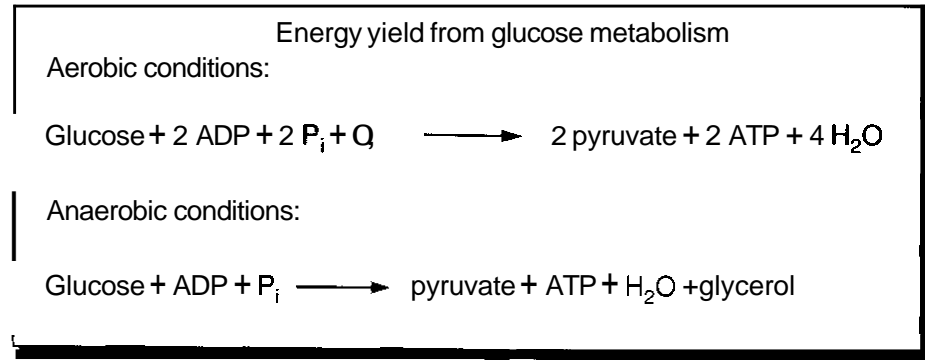 Energy yield from glucose metabolism
Aerobic conditions:
Glucose + 2 ADP + 2 Pᵢ + O₂ ⟶ 2 pyruvate + 2 ATP + 4 H₂O
Anaerobic conditions:
Glucose + ADP + Pᵢ ⟶ pyruvate + ATP + H₂O +glycerol